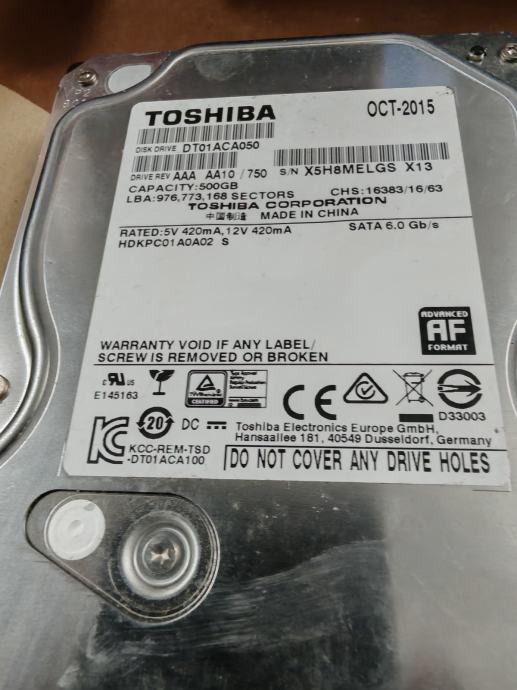 TOSHIBA
OCT-2015
DISK DRIVE DT01ACA050
DRIVE REV AAA AA10 / 750
S/N X5H8MELGS X13
CAPACITY:500GB
LBA:976,773,168 SECTORS
CHS:16383/16/63
TOSHIBA CORPORATION
中国制造 MADE IN CHINA
RATED:5V 420mA,12V 420mA
SATA 6.0 Gb/s
HDKPC01A0A02 S
ADVANCED
AF
FORMAT
WARRANTY VOID IF ANY LABEL/
SCREW IS REMOVED OR BROKEN
c UL us
E145163
CERTIFIED
CE
D33003
20
DC
Toshiba Electronics Europe GmbH,
Hansaallee 181, 40549 Dusseldorf, Germany
KCC-REM-TSD
-DT01ACA100
DO NOT COVER ANY DRIVE HOLES